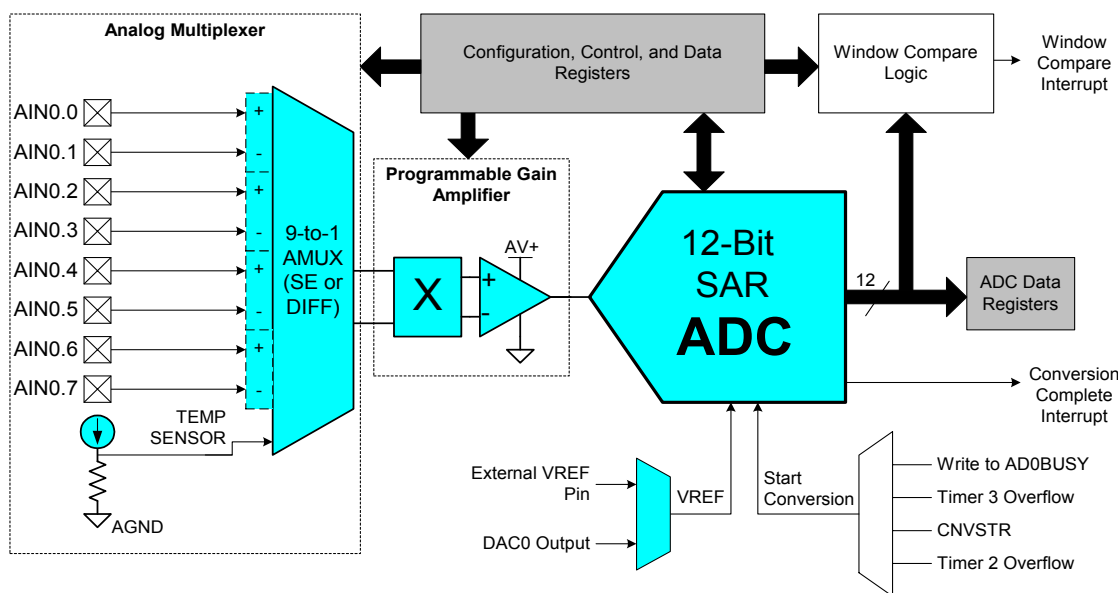 Analog Multiplexer
Configuration, Control, and Data
Registers
Window Compare
Logic
Window
Compare
Interrupt
AIN0.0
+
AIN0.1
-
AIN0.2
+
AIN0.3
-
AIN0.4
+
AIN0.5
-
AIN0.6
+
AIN0.7
-
9-to-1
AMUX
(SE or
DIFF)
TEMP
SENSOR
AGND
Programmable Gain
Amplifier
X
+
-
AV+
12-Bit
SAR
ADC
12
ADC Data
Registers
Conversion
Complete
Interrupt
External VREF
Pin
DAC0 Output
VREF
Start
Conversion
Write to AD0BUSY
Timer 3 Overflow
CNVSTR
Timer 2 Overflow